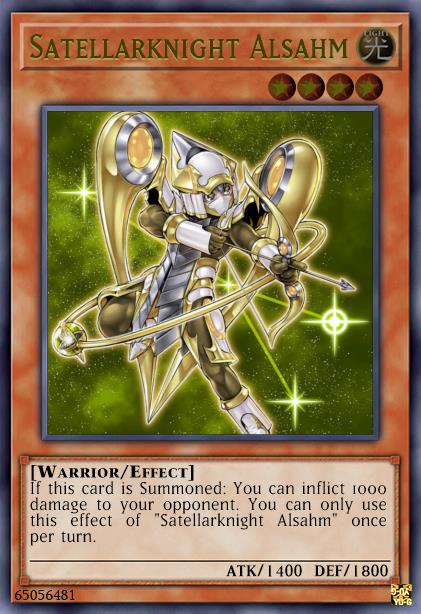 SATELLARKNIGHT ALSAHM
LIGHT
光
[WARRIOR/EFFECT]
If this card is Summoned: You can inflict 1000
damage to your opponent. You can only use
this effect of "Satellarknight Alsahm" once
per turn.
ATK/1400 DEF/1800
65056481